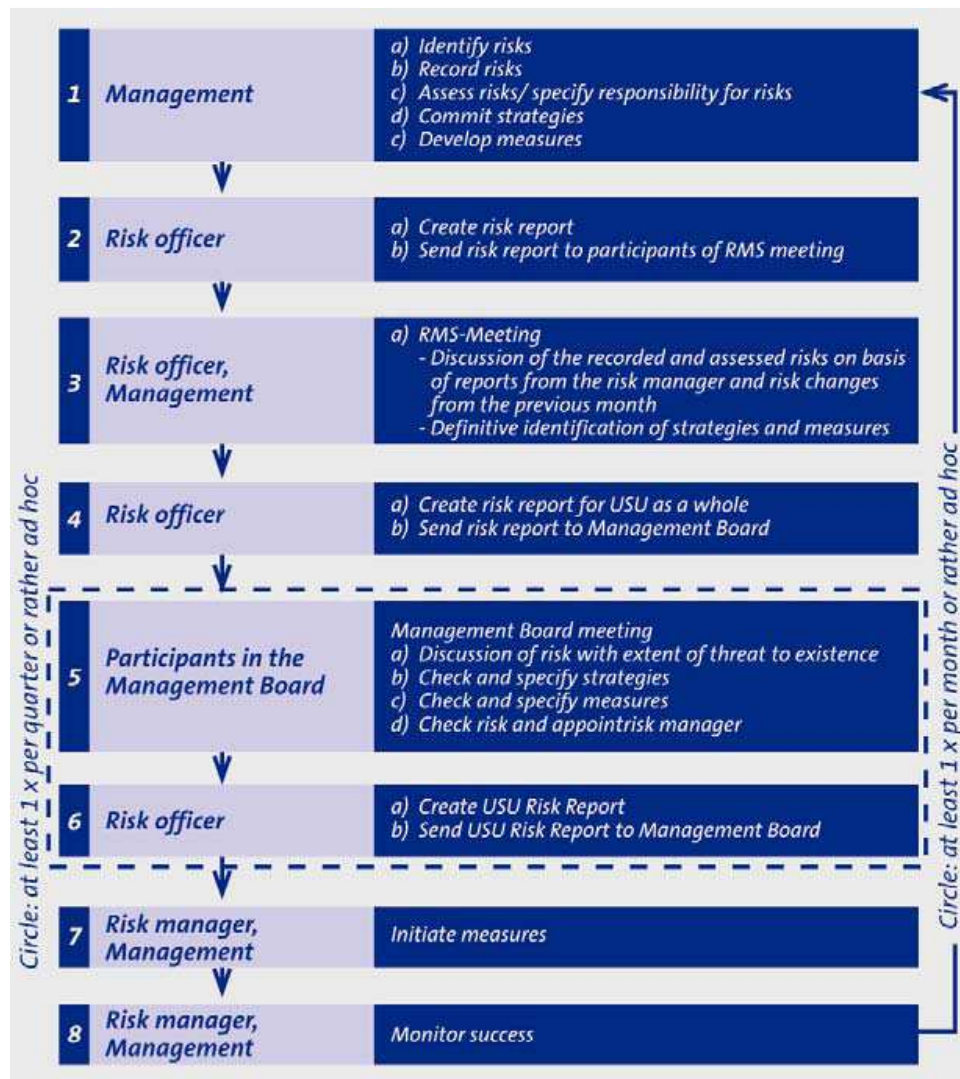 1
Management
a) Identify risks
b) Record risks
c) Assess risks/ specify responsibility for risks
d) Commit strategies
c) Develop measures
2
Risk officer
a) Create risk report
b) Send risk report to participants of RMS meeting
3
Risk officer,
Management
a) RMS-Meeting
- Discussion of the recorded and assessed risks on basis
of reports from the risk manager and risk changes
from the previous month
- Definitive identification of strategies and measures
4
Risk officer
a) Create risk report for USU as a whole
b) Send risk report to Management Board
5
Participants in the
Management Board
Management Board meeting
a) Discussion of risk with extent of threat to existence
b) Check and specify strategies
c) Check and specify measures
d) Check risk and appointrisk manager
6
Risk officer
a) Create USU Risk Report
b) Send USU Risk Report to Management Board
7
Risk manager,
Management
Initiate measures
8
Risk manager,
Management
Monitor success
Circle: at least 1 x per quarter or rather ad hoc
Circle: at least 1 x per month or rather ad hoc